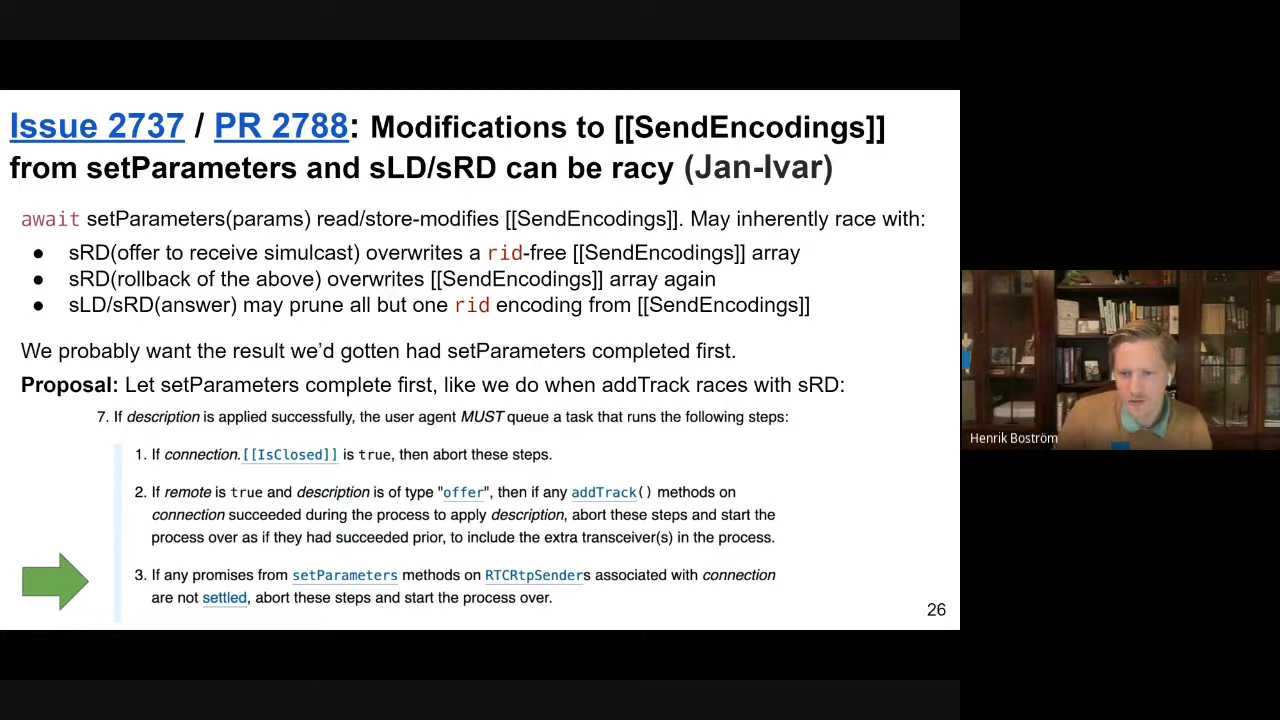 Issue 2737 / PR 2788: Modifications to [[SendEncodings]]
from setParameters and sLD/sRD can be racy (Jan-Ivar)
await setParameters(params) read/store-modifies [[SendEncodings]]. May inherently race with:
● sRD(offer to receive simulcast) overwrites a rid-free [[SendEncodings]] array
● sRD(rollback of the above) overwrites [[SendEncodings]] array again
● sLD/sRD(answer) may prune all but one rid encoding from [[SendEncodings]]
We probably want the result we’d gotten had setParameters completed first.
Proposal: Let setParameters complete first, like we do when addTrack races with sRD:
7. If description is applied successfully, the user agent MUST queue a task that runs the following steps:
1. If connection.[[IsClosed]] is true, then abort these steps.
2. If remote is true and description is of type "offer", then if any addTrack() methods on
connection succeeded during the process to apply description, abort these steps and start the
process over as if they had succeeded prior, to include the extra transceiver(s) in the process.
3. If any promises from setParameters methods on RTCRtpSenders associated with connection
are not settled, abort these steps and start the process over.
26
Henrik Boström